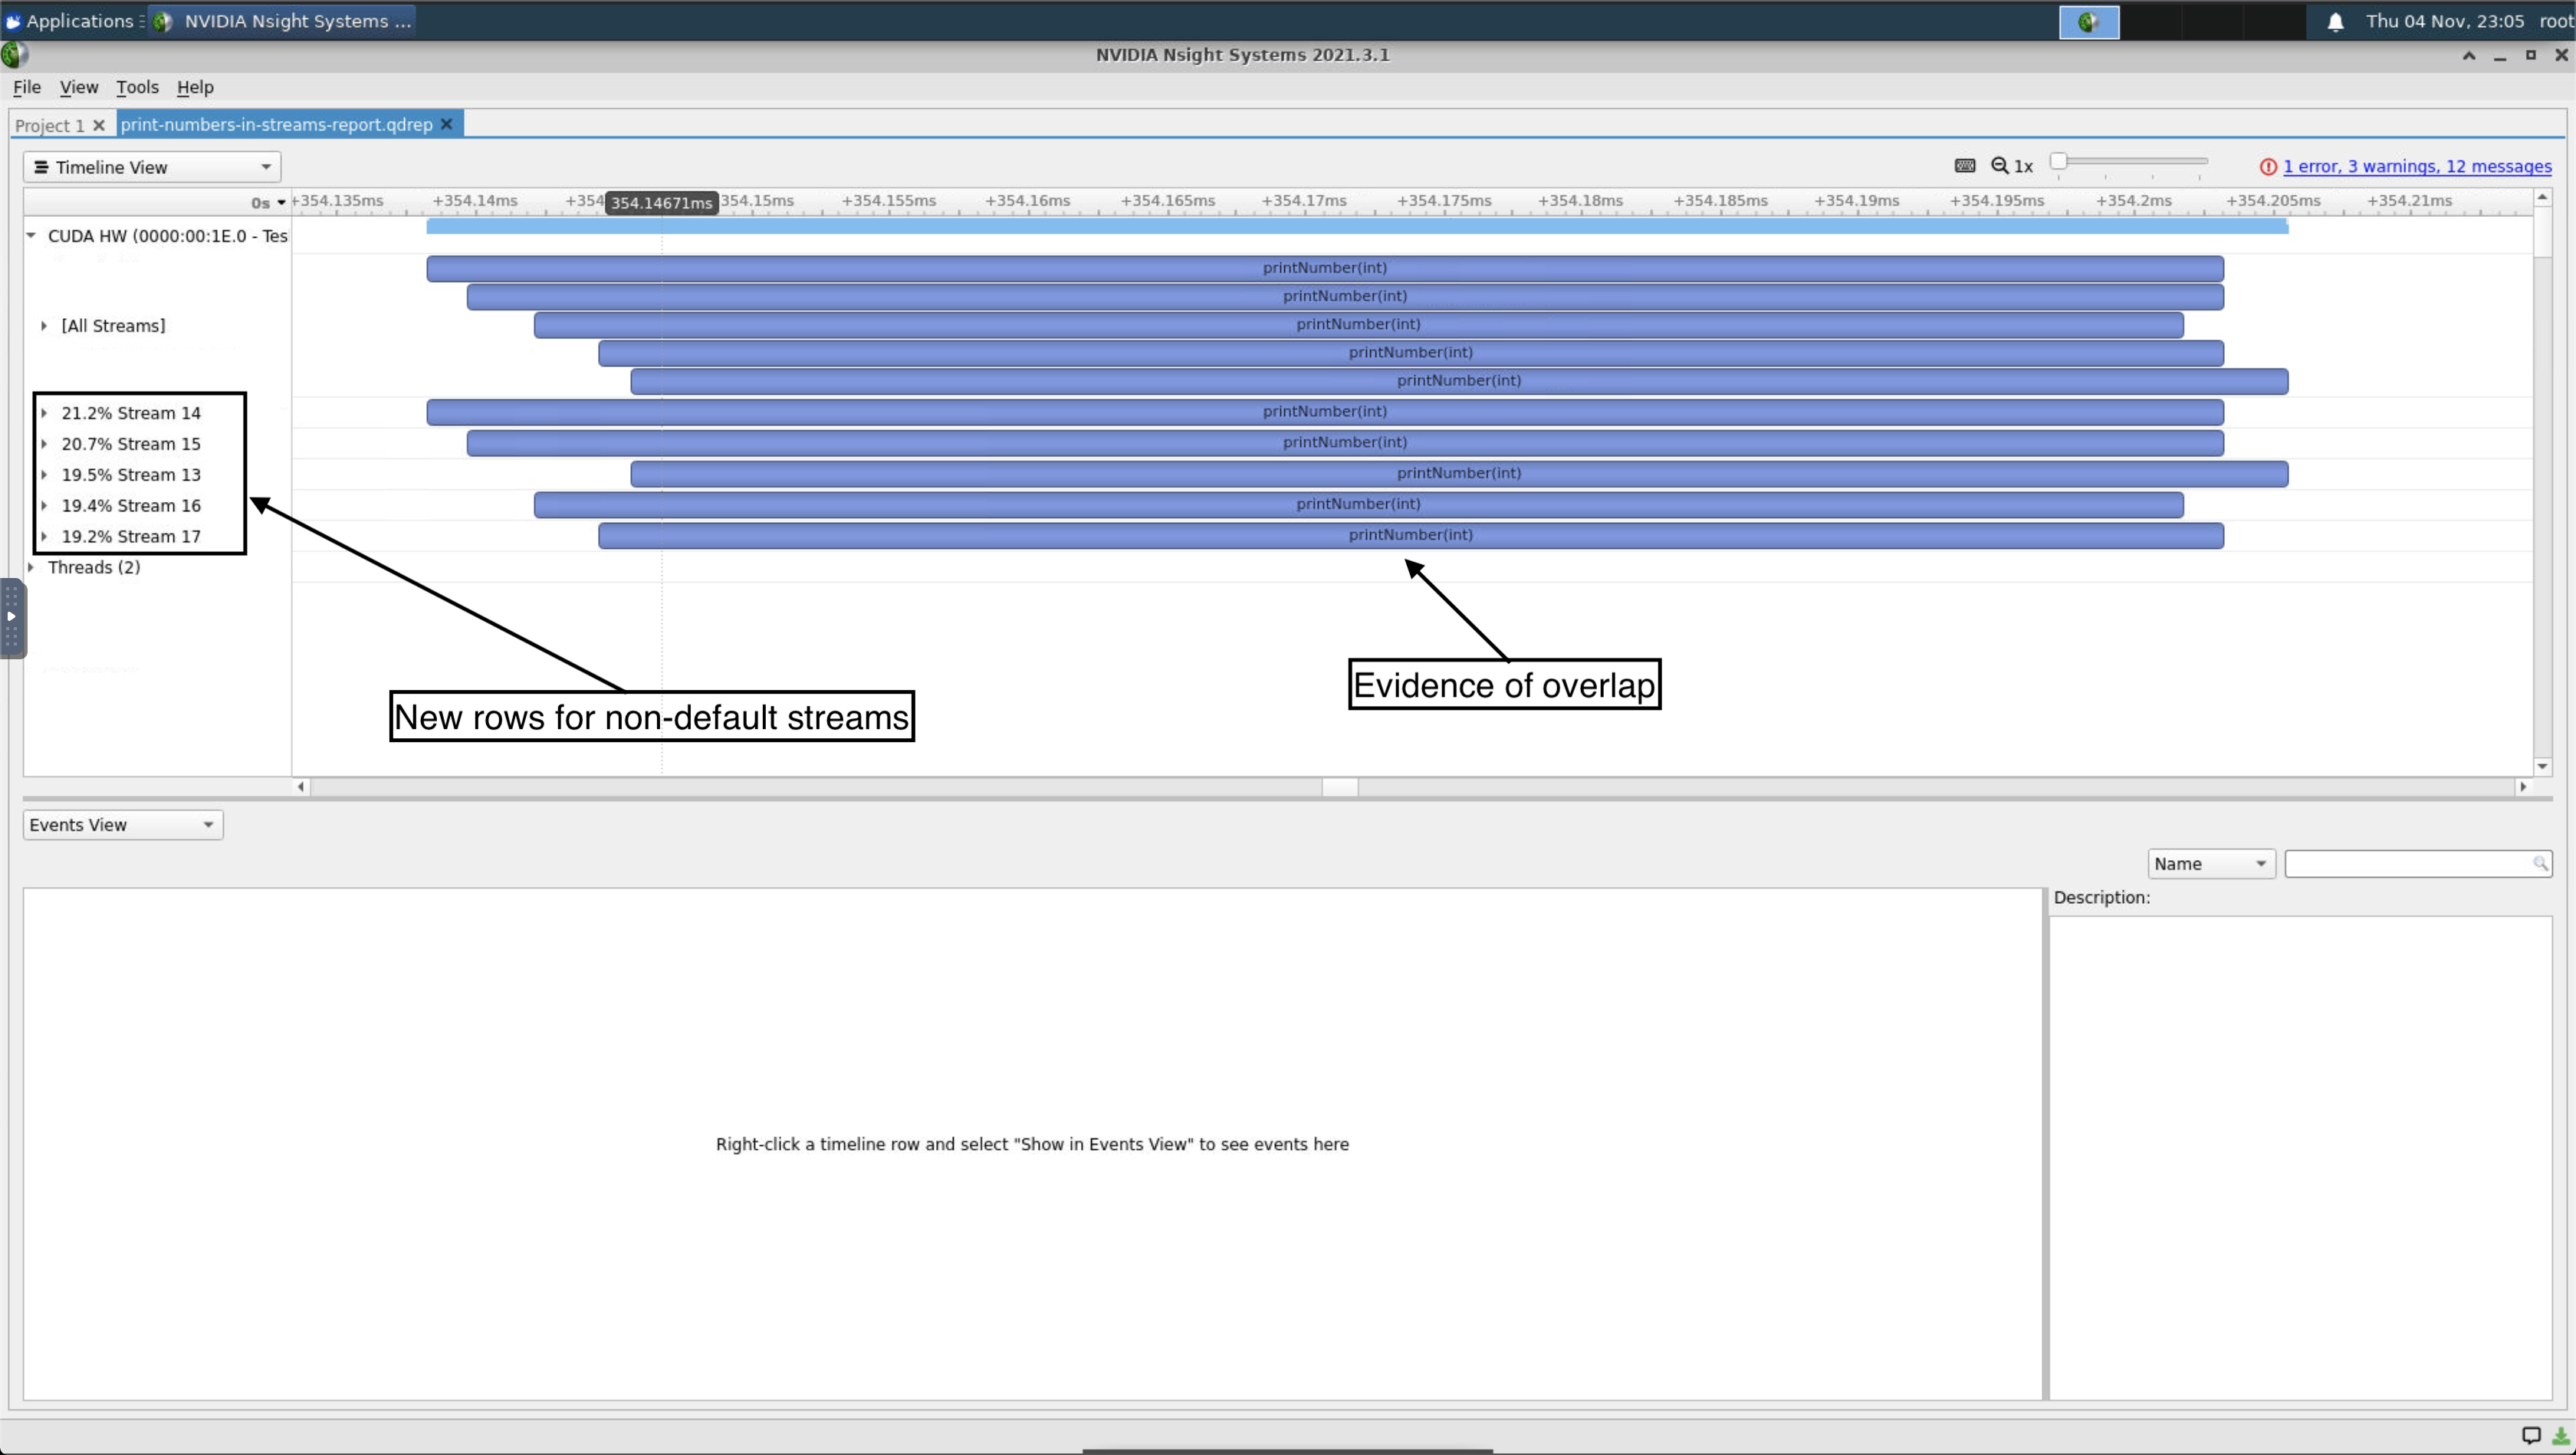 Applications
NVIDIA Nsight Systems ...
Thu 04 Nov, 23:05 root
NVIDIA Nsight Systems 2021.3.1
File View Tools Help
Project 1
print-numbers-in-streams-report.qdrep
Timeline View
1x
1 error, 3 warnings, 12 messages
0s +354.135ms +354.14ms +354 354.14671ms 354.15ms +354.155ms +354.16ms +354.165ms +354.17ms +354.175ms +354.18ms +354.185ms +354.19ms +354.195ms +354.2ms +354.205ms +354.21ms
CUDA HW (0000:00:1E.0 - Tes
printNumber(int)
printNumber(int)
[All Streams] printNumber(int)
printNumber(int)
printNumber(int)
21.2% Stream 14 printNumber(int)
20.7% Stream 15 printNumber(int)
19.5% Stream 13 printNumber(int)
19.4% Stream 16 printNumber(int)
19.2% Stream 17 printNumber(int)
Threads (2)
Evidence of overlap
New rows for non-default streams
Events View
Name
Description:
Right-click a timeline row and select "Show in Events View" to see events here